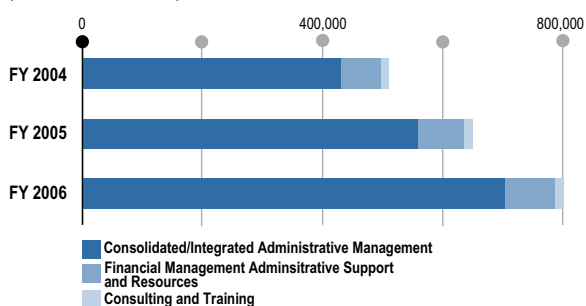 0 400,000 800,000
FY 2004
FY 2005
FY 2006
Consolidated/Integrated Administrative Management
Financial Management Adminsitrative Support
and Resources
Consulting and Training